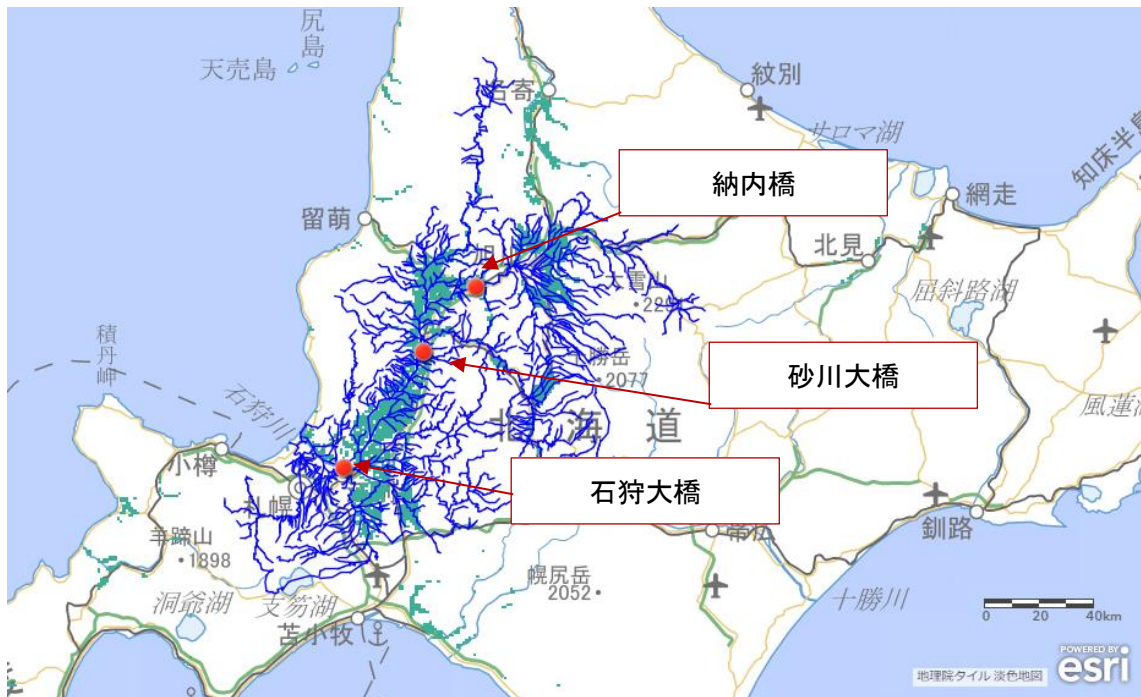 尻島
天売島
名寄
紋別
サロマ湖
知床半島
納内橋
網走
留萌
北見
旭川
大雪山
・2291
屈斜路湖
積丹岬
十勝岳
・2077
砂川大橋
風蓮湖
石狩川
北海道
小樽
石狩大橋
札幌
帯広
釧路
羊蹄山
・1898
幌尻岳
2052・
十勝川
洞爺湖
支笏湖
苫小牧
0 20 40km
POWERED BY
esri
地理院タイル 淡色地図